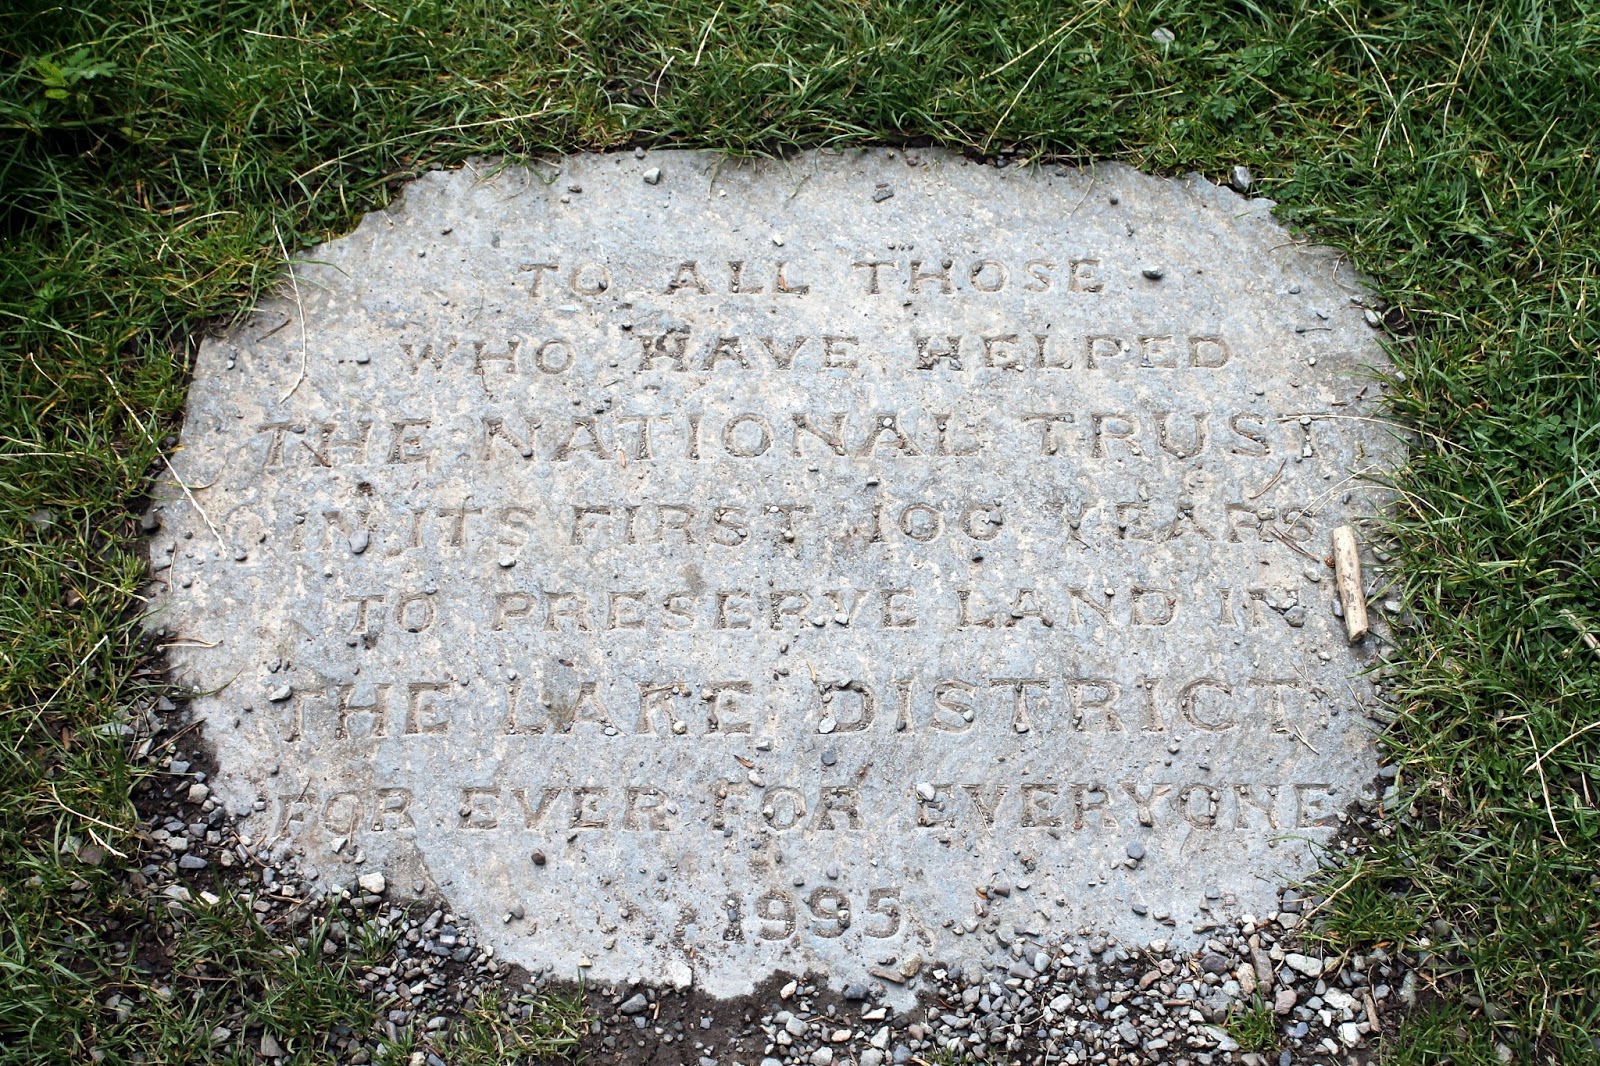 TO ALL THOSE
WHO HAVE HELPED
THE NATIONAL TRUST
IN ITS FIRST 100 YEARS
TO PRESERVE LAND IN
THE LAKE DISTRICT
FOR EVER FOR EVERYONE
1995